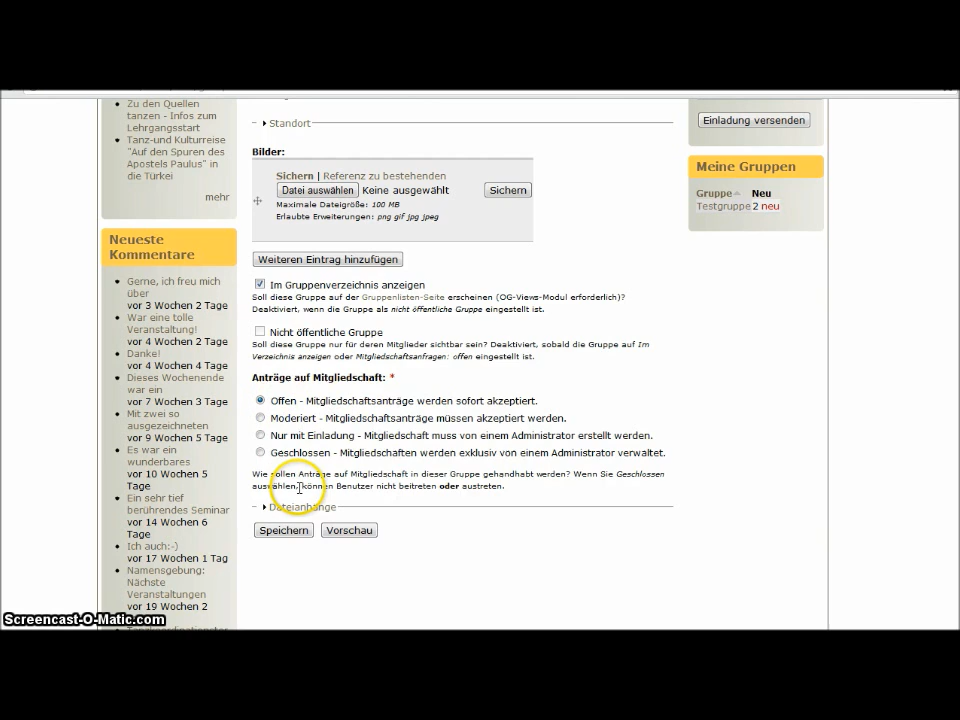 Zu den Quellen
tanzen - Infos zum
Lehrgangsstart
Tanz-und Kulturreise
"Auf den Spuren des
Apostels Paulus" in
die Türkei
mehr
Neueste
Kommentare
Gerne, ich freu mich
über
vor 3 Wochen 2 Tage
War eine tolle
Veranstaltung!
vor 4 Wochen 2 Tage
Danke!
vor 4 Wochen 4 Tage
Dieses Wochenende
war ein
vor 7 Wochen 3 Tage
Mit zwei so
ausgezeichneten
vor 9 Wochen 5 Tage
Es war ein
wunderbares
vor 10 Wochen 5
Tage
Ein sehr tief
berührendes Seminar
vor 14 Wochen 6
Tage
Ich auch:-)
vor 17 Wochen 1 Tag
Namensgebung:
Nächste
Veranstaltungen
vor 19 Wochen 2
Standort
Bilder:
Sichern | Referenz zu bestehenden
Datei auswählen Keine ausgewählt Sichern
Maximale Dateigröße: 100 MB
Erlaubte Erweiterungen: png gif jpg jpeg
Weiteren Eintrag hinzufügen
Im Gruppenverzeichnis anzeigen
Soll diese Gruppe auf der Gruppenlisten-Seite erscheinen (OG-Views-Modul erforderlich)?
Deaktiviert, wenn die Gruppe als nicht öffentliche Gruppe eingestellt ist.
Nicht öffentliche Gruppe
Soll diese Gruppe nur für deren Mitglieder sichtbar sein? Deaktiviert, sobald die Gruppe auf Im
Verzeichnis anzeigen oder Mitgliedschaftsanfragen: offen eingestellt ist.
Anträge auf Mitgliedschaft: *
Offen - Mitgliedschaftsanträge werden sofort akzeptiert.
Moderiert - Mitgliedschaftsanträge müssen akzeptiert werden.
Nur mit Einladung - Mitgliedschaft muss von einem Administrator erstellt werden.
Geschlossen - Mitgliedschaften werden exklusiv von einem Administrator verwaltet.
Wie sollen Anträge auf Mitgliedschaft in dieser Gruppe gehandhabt werden? Wenn Sie Geschlossen
auswählen, können Benutzer nicht beitreten oder austreten.
Dateianhänge
Speichern Vorschau
Einladung versenden
Meine Gruppen
Gruppe Neu
Testgruppe 2 neu
Screencast-O-Matic.com